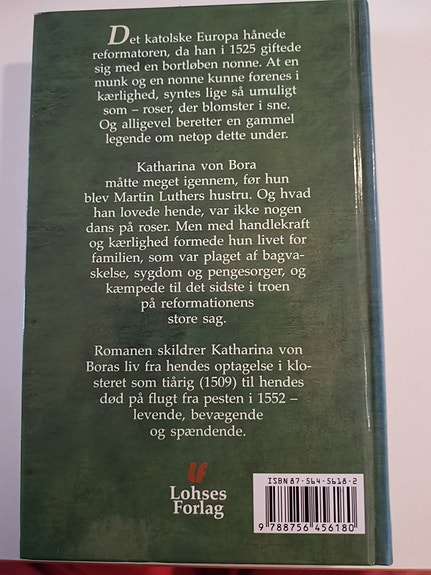 Det katolske Europa hånede
reformatoren, da han i 1525 giftede
sig med en bortløben nonne. At en
munk og en nonne kunne forenes i
kærlighed, syntes lige så umuligt
som – roser, der blomster i sne.
Og alligevel beretter en gammel
legende om netop dette under.
Katharina von Bora
måtte meget igennem, før hun
blev Martin Luthers hustru. Og hvad
han lovede hende, var ikke nogen
dans på roser. Men med handlekraft
og kærlighed formede hun livet for
familien, som var plaget af bagva-
skelse, sygdom og pengesorger, og
kæmpede til det sidste i troen
på reformationens
store sag.
Romanen skildrer Katharina von
Boras liv fra hendes optagelse i klo-
steret som tiårig (1509) til hendes
død på flugt fra pesten i 1552 –
levende, bevægende
og spændende.
Lohses
Forlag
ISBN 87-564-5618-2
9 788756 456180